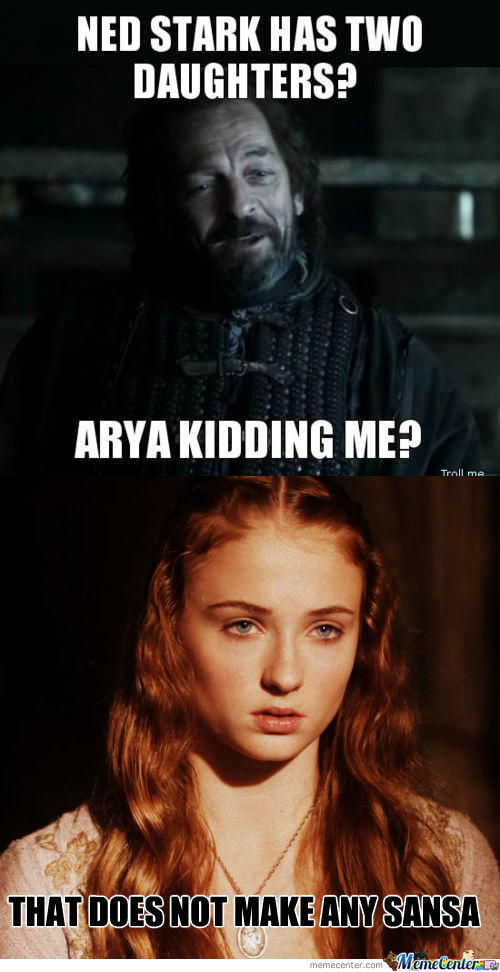 NED STARK HAS TWO
DAUGHTERS?
ARYA KIDDING ME?
Troll me
THAT DOES NOT MAKE ANY SANSA
memecenter.com MemeCenter